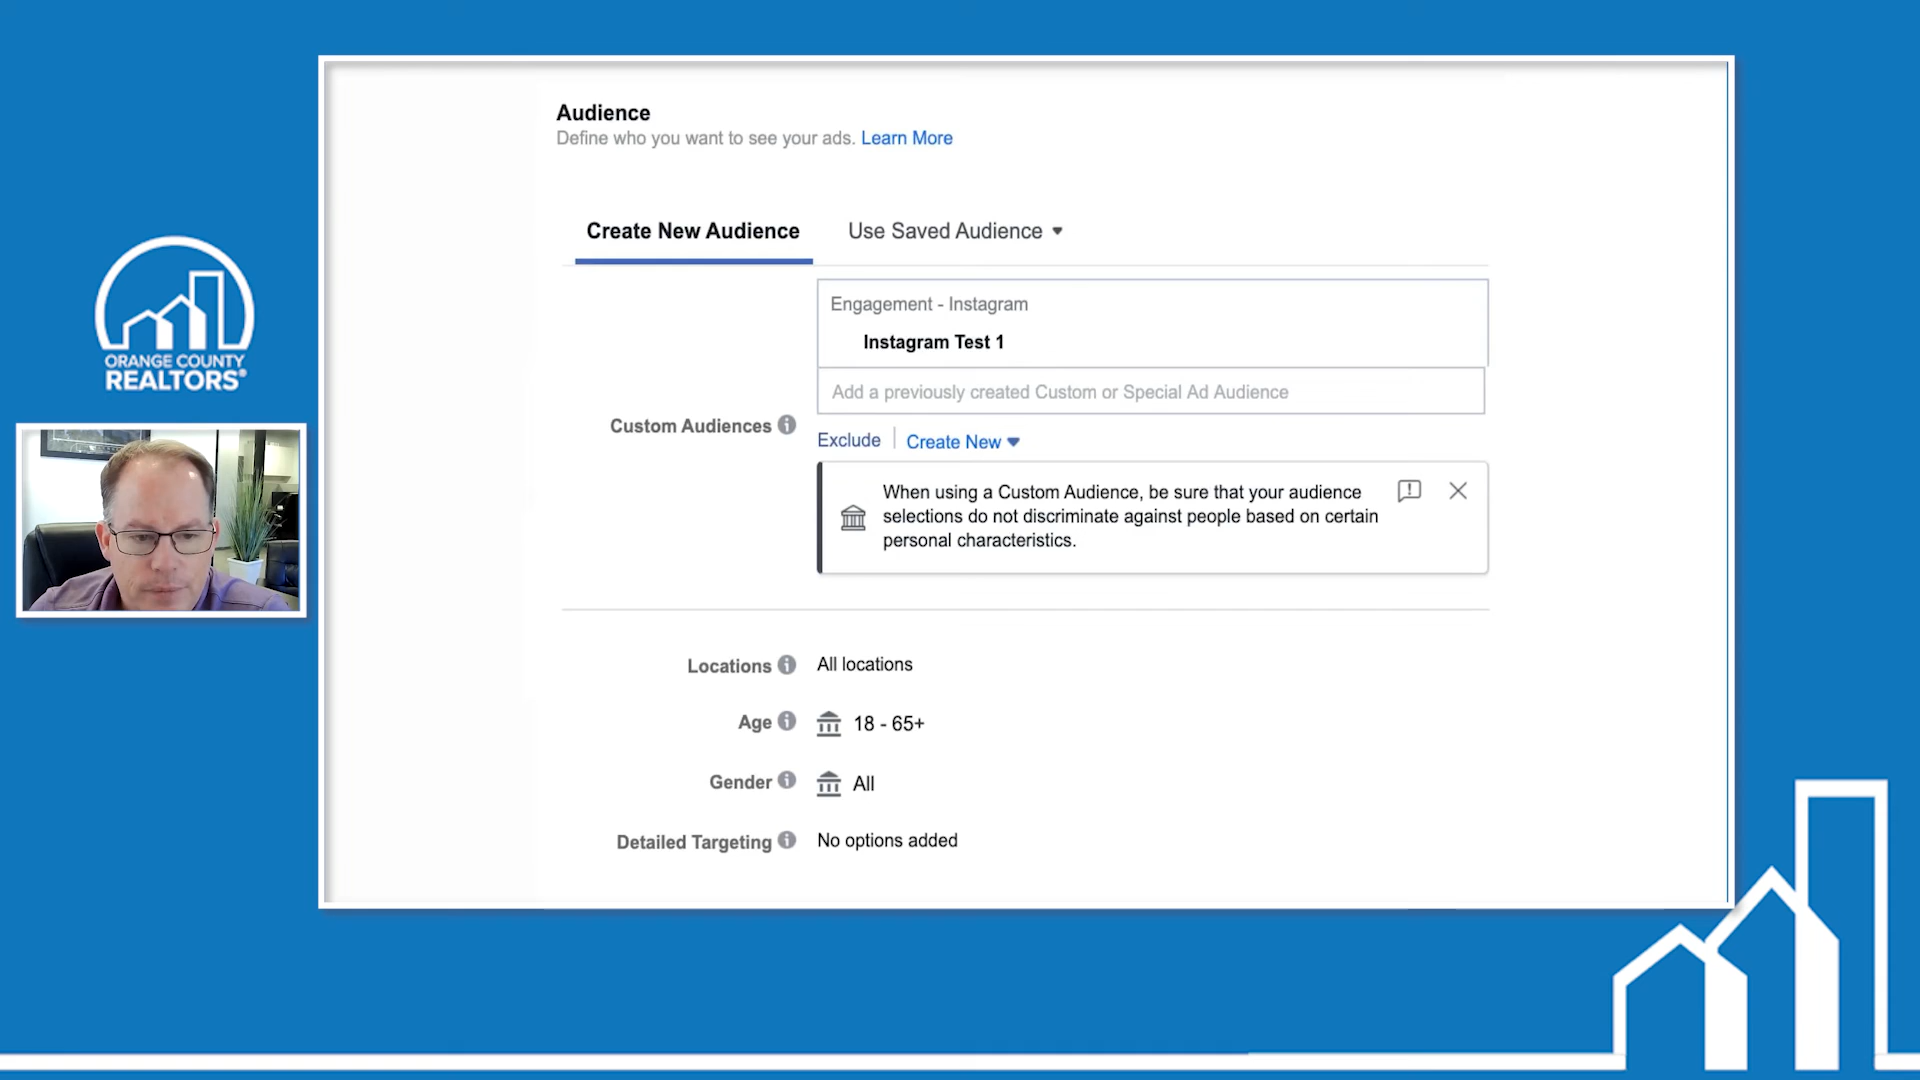 Audience
Define who you want to see your ads. Learn More
Create New Audience
Use Saved Audience
Engagement - Instagram
Instagram Test 1
Add a previously created Custom or Special Ad Audience
Custom Audiences
Exclude
Create New
When using a Custom Audience, be sure that your audience
selections do not discriminate against people based on certain
personal characteristics.
Locations
All locations
Age
18 - 65+
Gender
All
Detailed Targeting
No options added
ORANGE COUNTY
REALTORS®